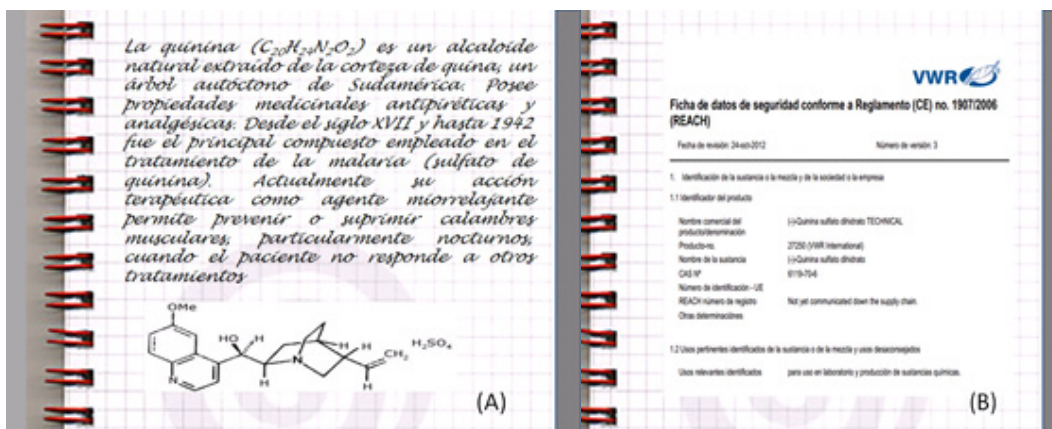 La quinina (C₂₀H₂₄N₂O₂) es un alcaloide
natural extraído de la corteza de quina, un
árbol autóctono de Sudamérica. Posee
propiedades medicinales antipiréticas y
analgésicas. Desde el siglo XVII y hasta 1942
fue el principal compuesto empleado en el
tratamiento de la malaria (sulfato de
quinina). Actualmente su acción
terapéutica como agente miorrelajante
permite prevenir o suprimir calambres
musculares, particularmente nocturnos,
cuando el paciente no responde a otros
tratamientos
OMe
HO
H
H
H
CH₂
H₂SO₄
N
N
H
H
(A)
VWR
Ficha de datos de seguridad conforme a Reglamento (CE) no. 1907/2006
(REACH)
Fecha de revisión: 24-oct-2012 Número de versión: 3
1. Identificación de la sustancia o la mezcla y de la sociedad o la empresa
1.1 Identificador del producto
Nombre comercial del
producto/denominación (-)-Quinina sulfato dihidrato TECHNICAL
Producto-no. 27250 (VWR International)
Nombre de la sustancia (-)-Quinina sulfato dihidrato
CAS Nº 6119-70-6
Número de identificación - UE
REACH número de registro Not yet communicated down the supply chain.
Otras determinaciónes
1.2 Usos pertinentes identificados de la sustancia o de la mezcla y usos desaconsejados
Usos relevantes identificados para uso en laboratorio y producción de sustancias químicas.
(B)